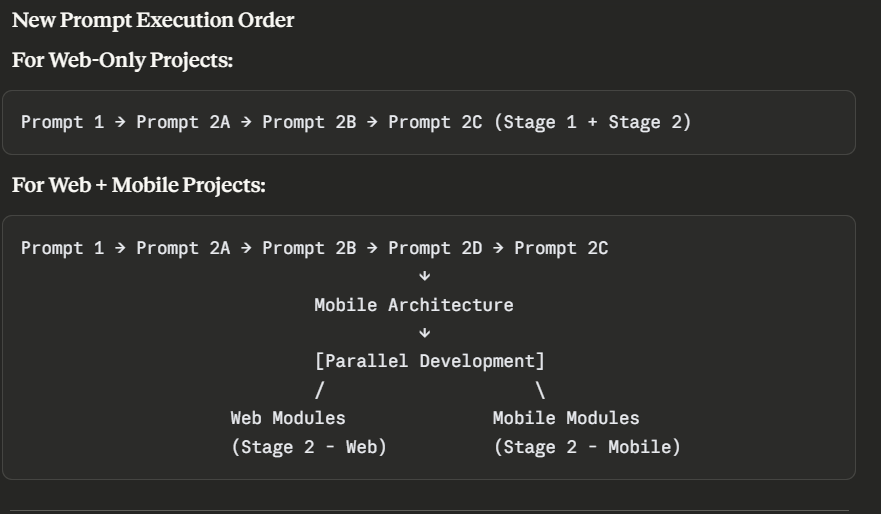 New Prompt Execution Order
For Web-Only Projects:
Prompt 1 → Prompt 2A → Prompt 2B → Prompt 2C (Stage 1 + Stage 2)
For Web + Mobile Projects:
Prompt 1 → Prompt 2A → Prompt 2B → Prompt 2D → Prompt 2C
↓
Mobile Architecture
↓
[Parallel Development]
/ \
Web Modules Mobile Modules
(Stage 2 - Web) (Stage 2 - Mobile)